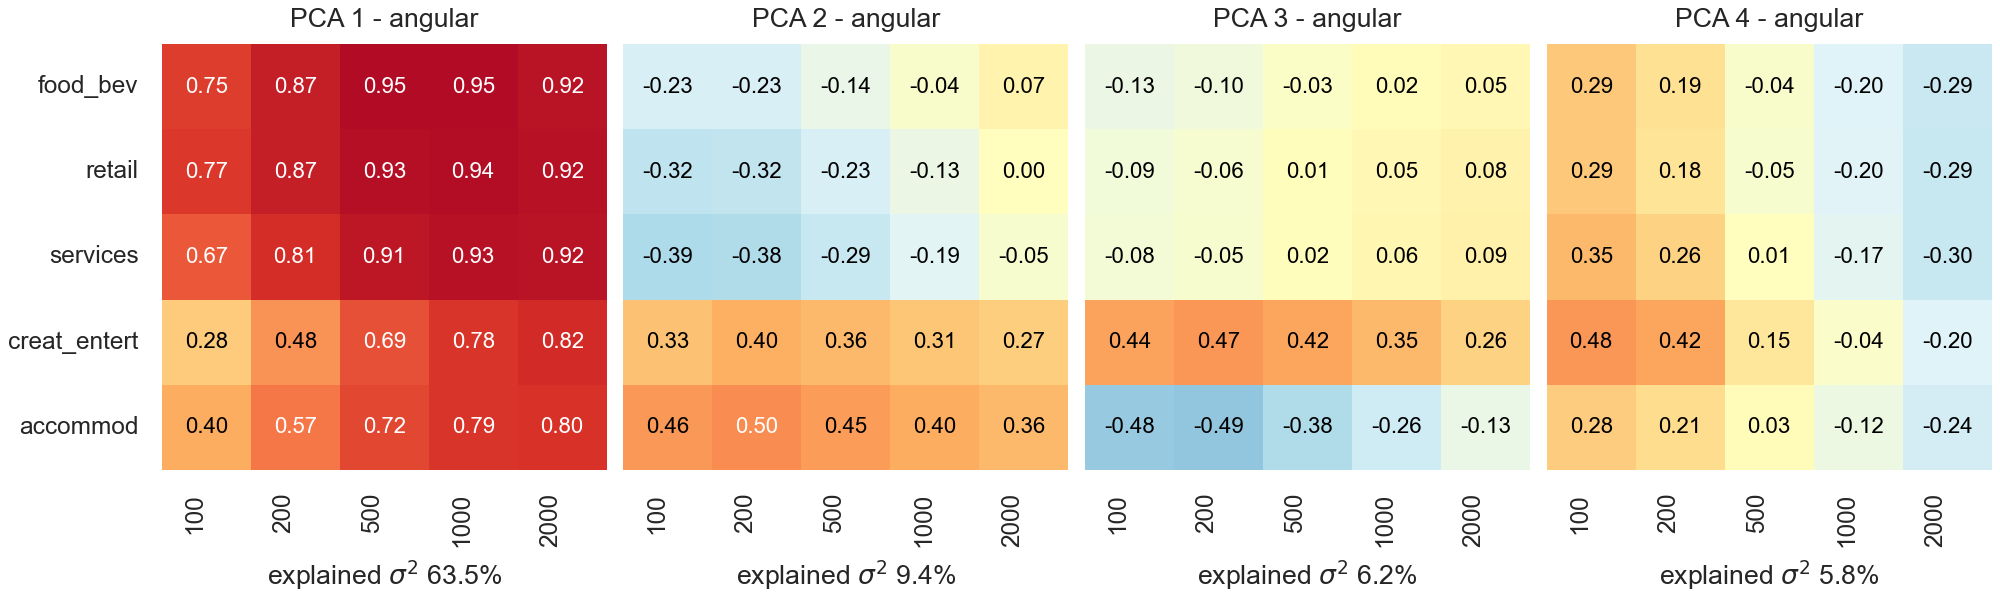 PCA 1 - angular PCA 2 - angular PCA 3 - angular PCA 4 - angular
food_bev 0.75 0.87 0.95 0.95 0.92 -0.23 -0.23 -0.14 -0.04 0.07 -0.13 -0.10 -0.03 0.02 0.05 0.29 0.19 -0.04 -0.20 -0.29
retail 0.77 0.87 0.93 0.94 0.92 -0.32 -0.32 -0.23 -0.13 0.00 -0.09 -0.06 0.01 0.05 0.08 0.29 0.18 -0.05 -0.20 -0.29
services 0.67 0.81 0.91 0.93 0.92 -0.39 -0.38 -0.29 -0.19 -0.05 -0.08 -0.05 0.02 0.06 0.09 0.35 0.26 0.01 -0.17 -0.30
creat_entert 0.28 0.48 0.69 0.78 0.82 0.33 0.40 0.36 0.31 0.27 0.44 0.47 0.42 0.35 0.26 0.48 0.42 0.15 -0.04 -0.20
accommod 0.40 0.57 0.72 0.79 0.80 0.46 0.50 0.45 0.40 0.36 -0.48 -0.49 -0.38 -0.26 -0.13 0.28 0.21 0.03 -0.12 -0.24
100 200 500 1000 2000 100 200 500 1000 2000 100 200 500 1000 2000 100 200 500 1000 2000
explained σ² 63.5% explained σ² 9.4% explained σ² 6.2% explained σ² 5.8%